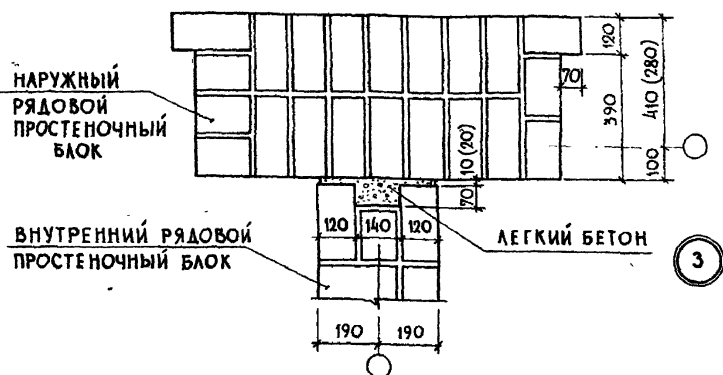 НАРУЖНЫЙ
РЯДОВОЙ
ПРОСТЕНОЧНЫЙ
БЛОК
120
70
390
410 (280)
100
10 (20)
70
120 140 120
ЛЕГКИЙ БЕТОН
3
ВНУТРЕННИЙ РЯДОВОЙ
ПРОСТЕНОЧНЫЙ БЛОК
190 190